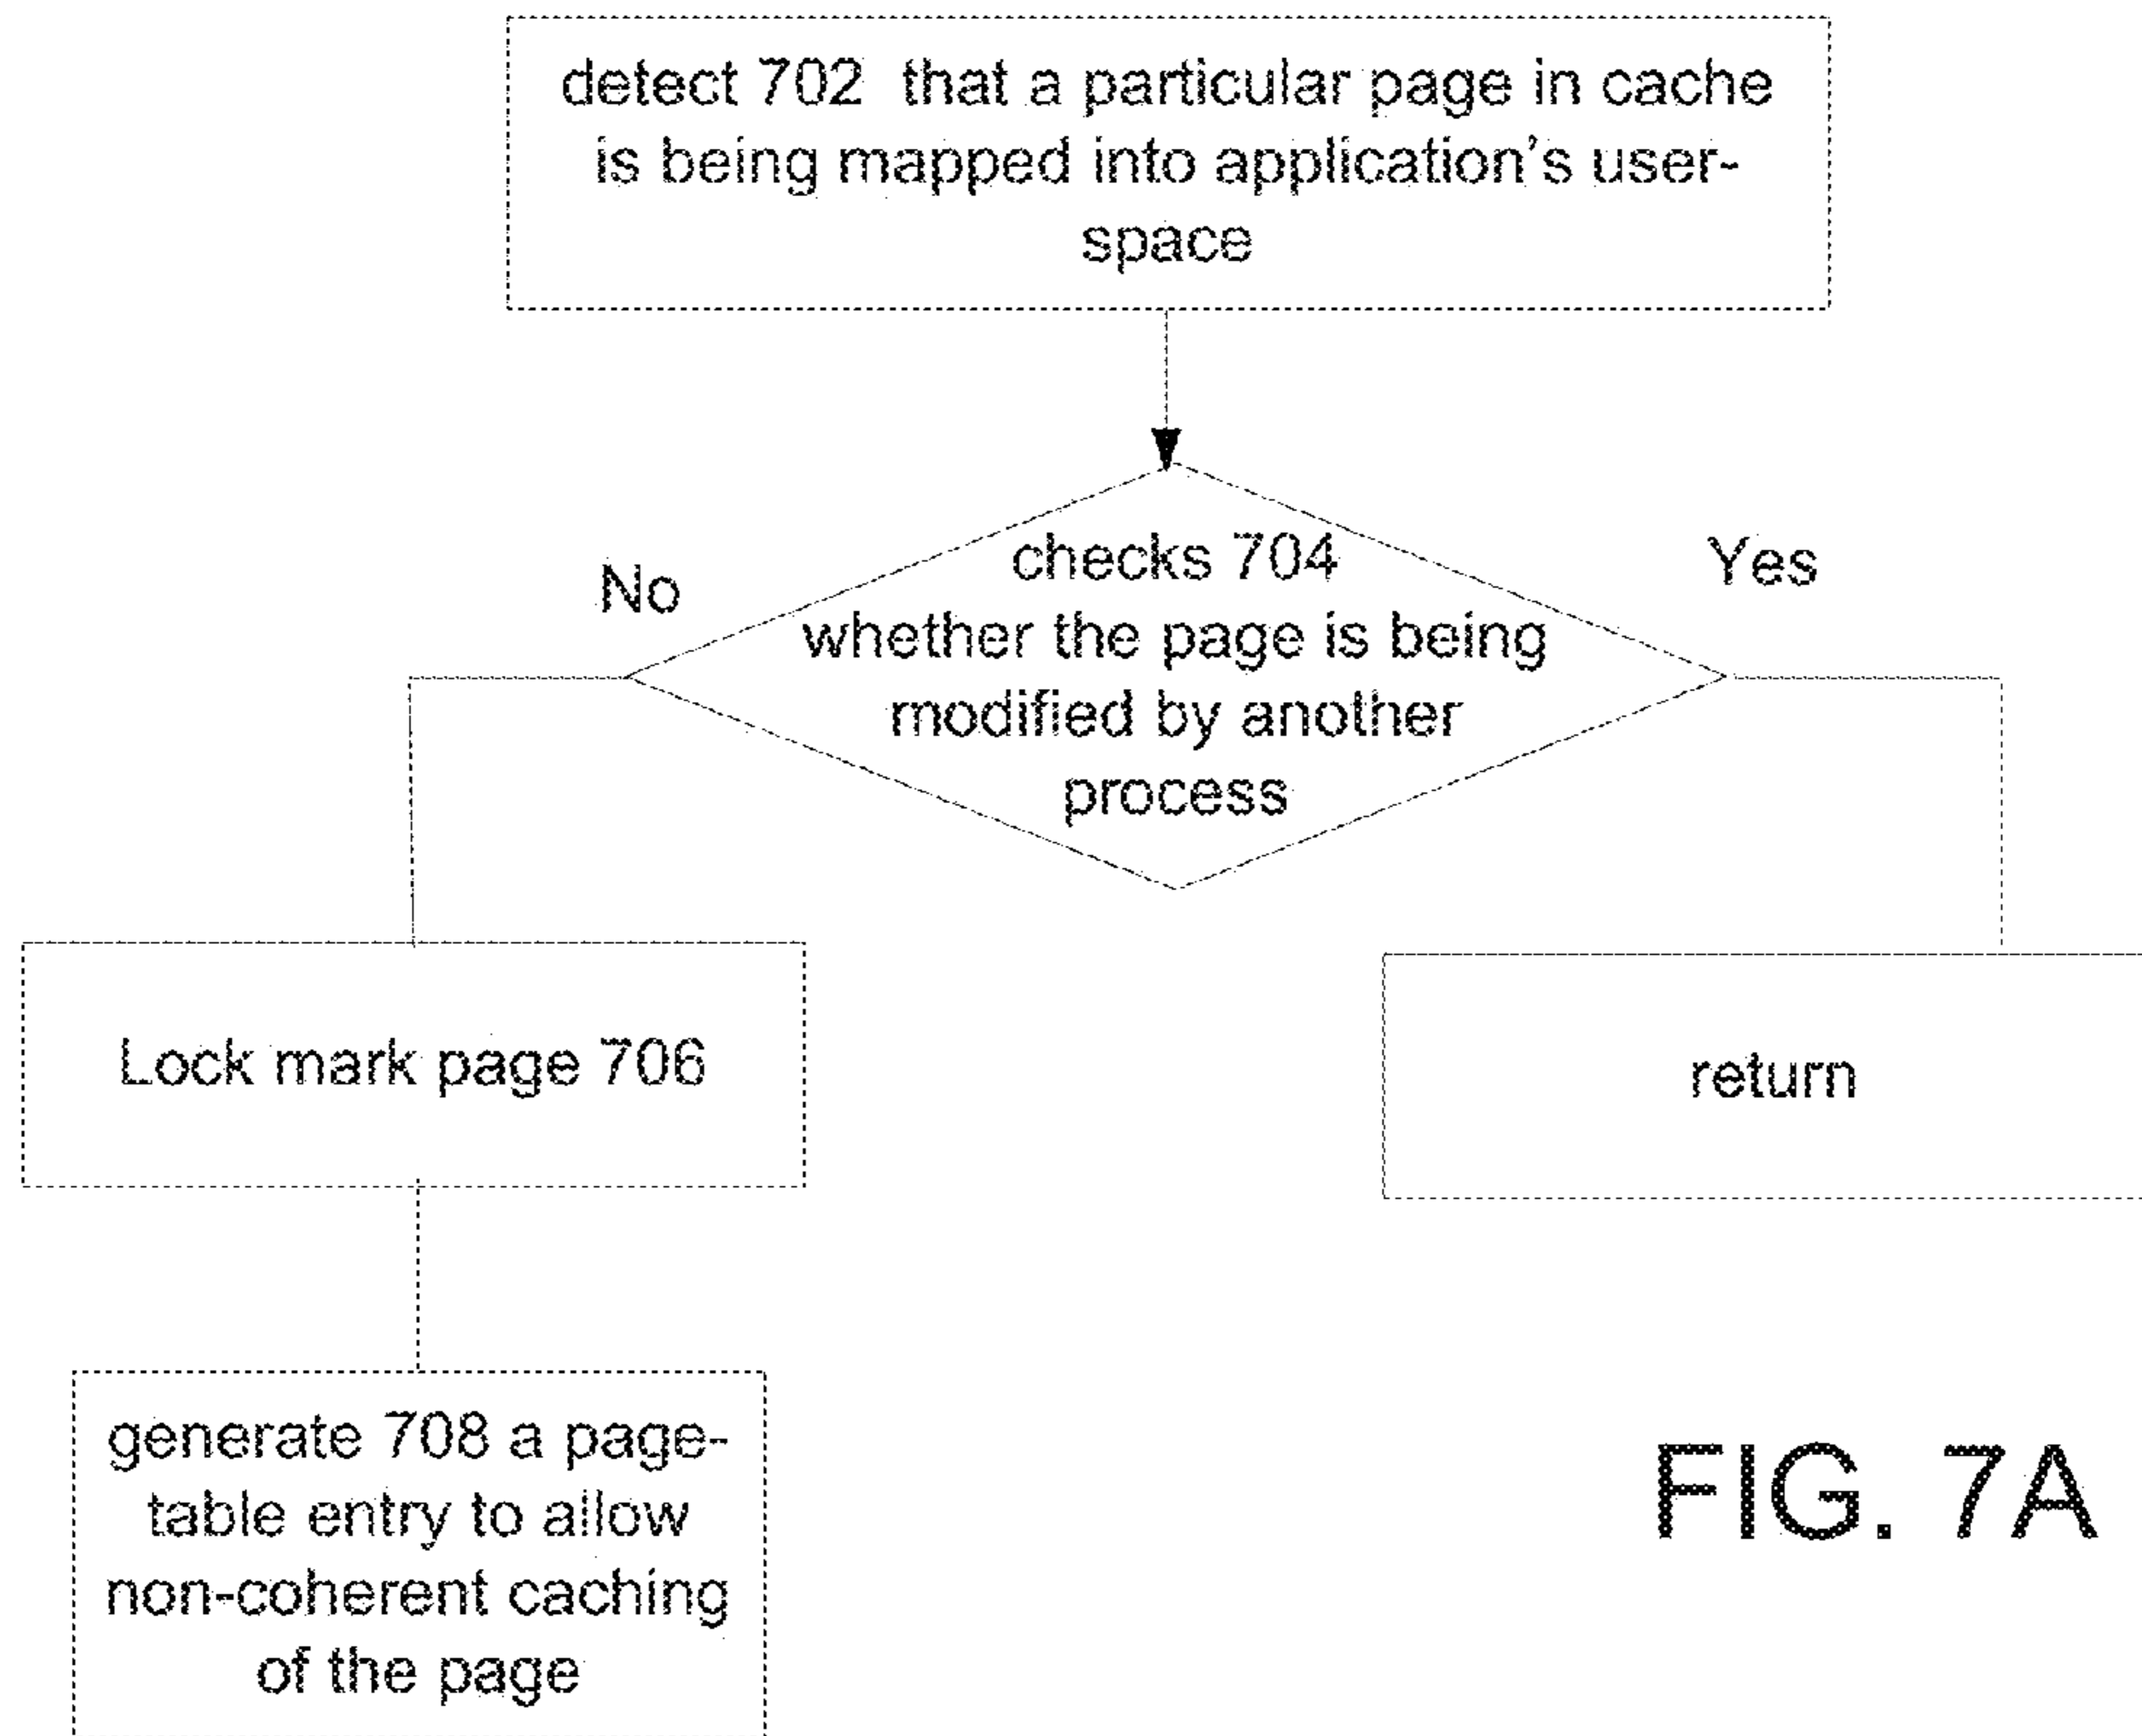 detect 702 that a particular page in cache
is being mapped into application's user-
space
checks 704
whether the page is being
modified by another
process
No
Yes
Lock mark page 706
return
generate 708 a page-
table entry to allow
non-coherent caching
of the page
FIG. 7A